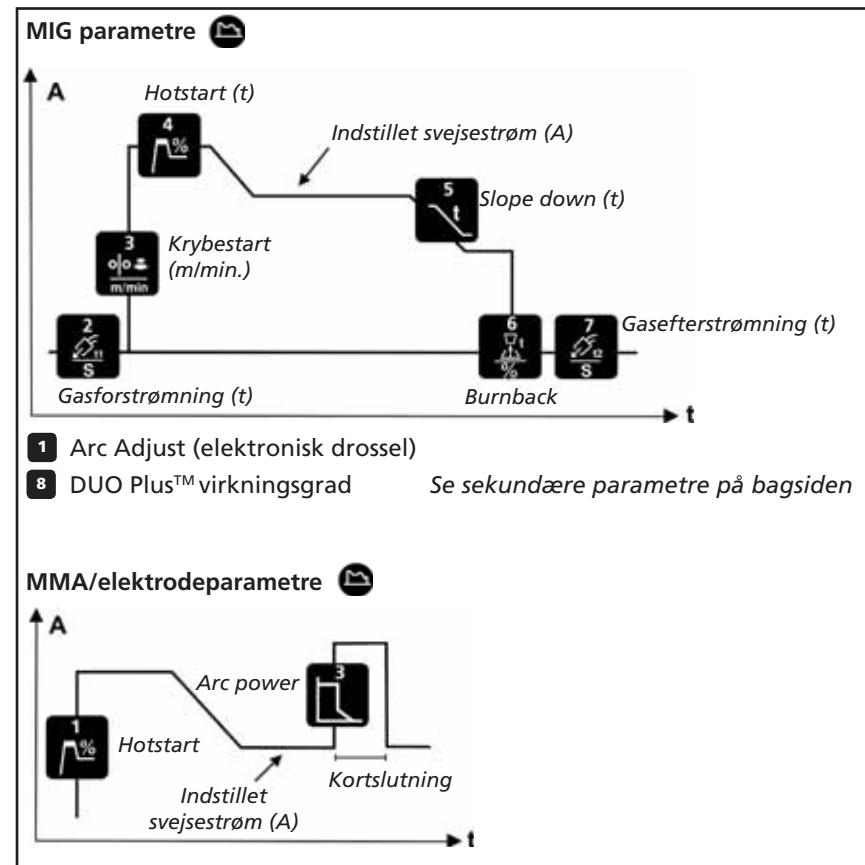 MIG parametre
A
Hotstart (t)
4
%
Indstillet svejsestrøm (A)
5
t
Slope down (t)
3
m/min
Krybestart
(m/min.)
2
t1
S
6
t
%
7
t2
S
Gasefterstrømning (t)
Gasforstrømning (t)
Burnback
t
1 Arc Adjust (elektronisk drossel)
8 DUO Plus™ virkningsgrad Se sekundære parametre på bagsiden
MMA/elektrodeparametre
A
Arc power
3
1
%
Hotstart
Kortslutning
Indstillet
svejsestrøm (A)
t